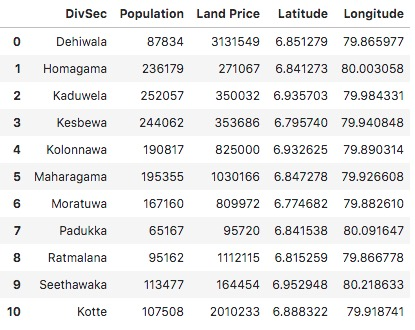 DivSec Population Land Price Latitude Longitude
0 Dehiwala 87834 3131549 6.851279 79.865977
1 Homagama 236179 271067 6.841273 80.003058
2 Kaduwela 252057 350032 6.935703 79.984331
3 Kesbewa 244062 353686 6.795740 79.940848
4 Kolonnawa 190817 825000 6.932625 79.890314
5 Maharagama 195355 1030166 6.847278 79.926608
6 Moratuwa 167160 809972 6.774682 79.882610
7 Padukka 65167 95720 6.841538 80.091647
8 Ratmalana 95162 1112115 6.815259 79.866778
9 Seethawaka 113477 164454 6.952948 80.218633
10 Kotte 107508 2010233 6.888322 79.918741